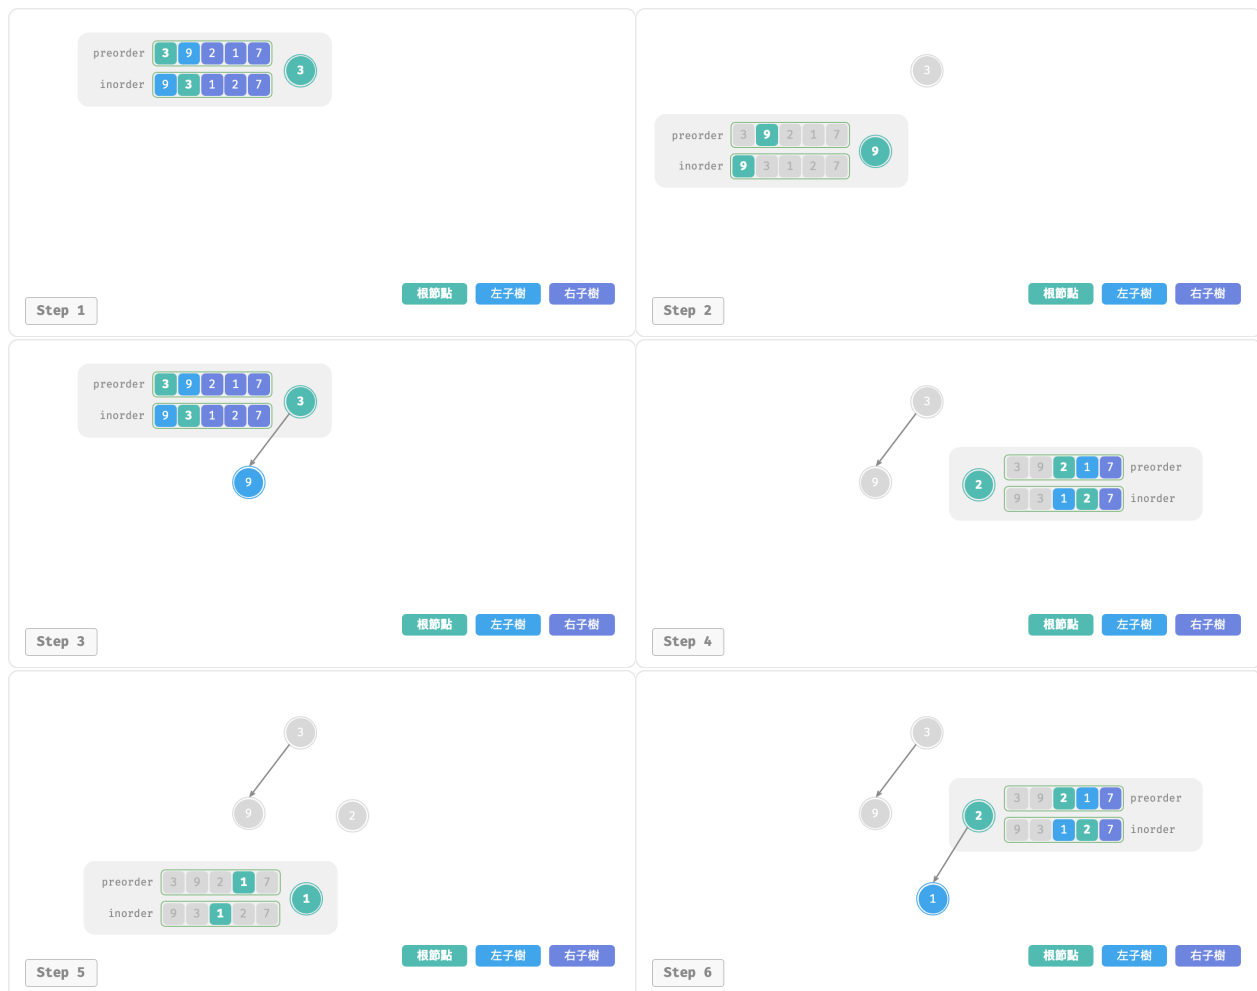 preorder 3 9 2 1 7
inorder 9 3 1 2 7
3
根節點 左子樹 右子樹
Step 1
3
preorder 3 9 2 1 7
inorder 9 3 1 2 7
9
根節點 左子樹 右子樹
Step 2
preorder 3 9 2 1 7
inorder 9 3 1 2 7
3
9
根節點 左子樹 右子樹
Step 3
3
9
2
3 9 2 1 7 preorder
9 3 1 2 7 inorder
根節點 左子樹 右子樹
Step 4
3
9
2
preorder 3 9 2 1 7
inorder 9 3 1 2 7
1
根節點 左子樹 右子樹
Step 5
3
9
2
3 9 2 1 7 preorder
9 3 1 2 7 inorder
1
根節點 左子樹 右子樹
Step 6